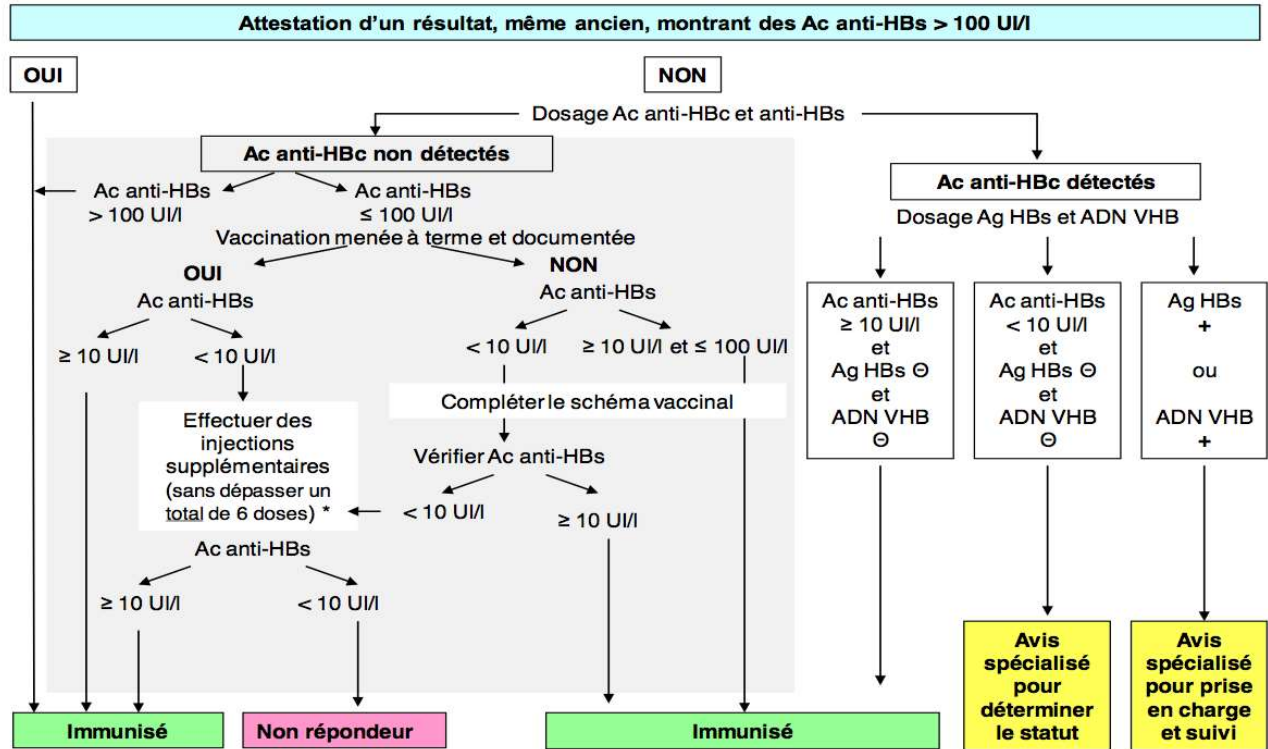 Attestation d'un résultat, même ancien, montrant des Ac anti-HBs > 100 UI/l
OUI
NON
Dosage Ac anti-HBc et anti-HBs
Ac anti-HBc non détectés
Ac anti-HBs
> 100 UI/l
Ac anti-HBs
≤ 100 UI/l
Vaccination menée à terme et documentée
OUI
Ac anti-HBs
≥ 10 UI/l
< 10 UI/l
Effectuer des
injections
supplémentaires
(sans dépasser un
total de 6 doses) *
Ac anti-HBs
≥ 10 UI/l
< 10 UI/l
NON
Ac anti-HBs
< 10 UI/l
≥ 10 UI/l et ≤ 100 UI/l
Compléter le schéma vaccinal
Vérifier Ac anti-HBs
< 10 UI/l
≥ 10 UI/l
Ac anti-HBc détectés
Dosage Ag HBs et ADN VHB
Ac anti-HBs
≥ 10 UI/l
et
Ag HBs Θ
et
ADN VHB
Θ
Ac anti-HBs
< 10 UI/l
et
Ag HBs Θ
et
ADN VHB
Θ
Ag HBs
+
ou
ADN VHB
+
Immunisé
Non répondeur
Immunisé
Avis
spécialisé
pour
déterminer
le statut
Avis
spécialisé
pour prise
en charge
et suivi